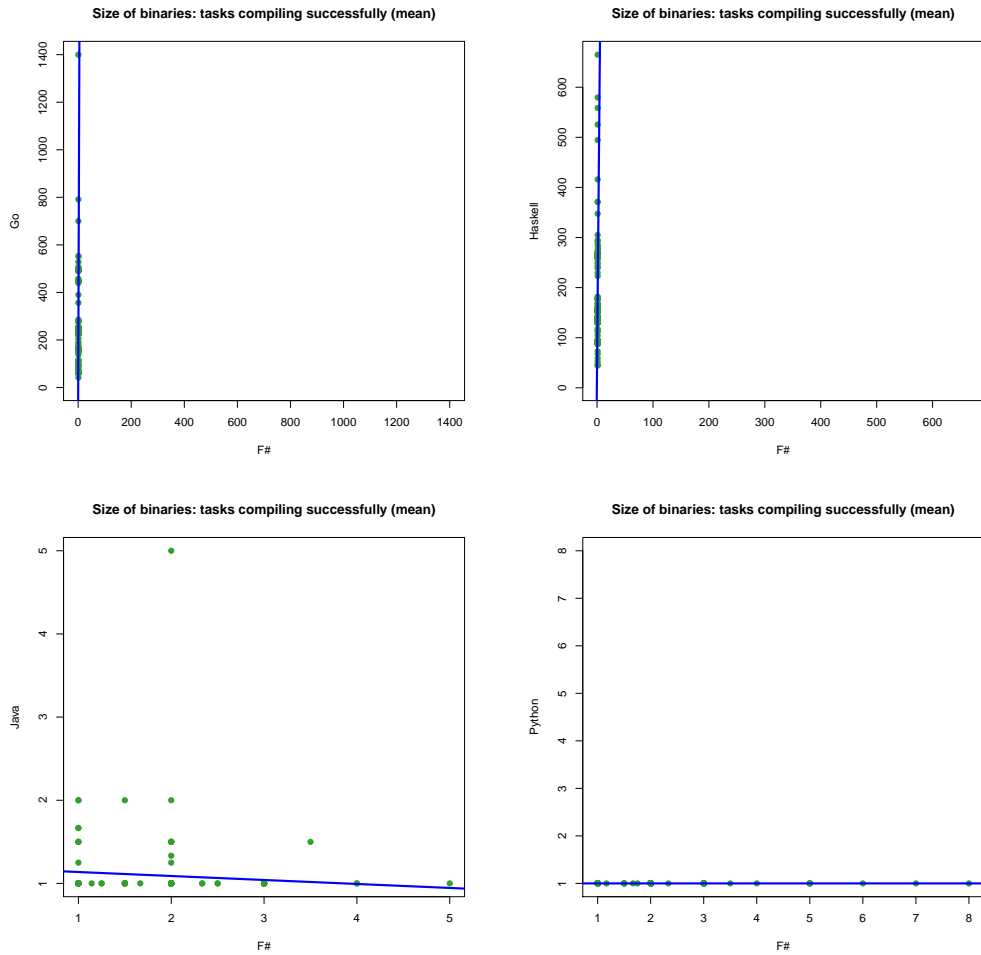 Size of binaries: tasks compiling successfully (mean)
Go
1400
1200
1000
800
600
400
200
0
0 200 400 600 800 1000 1200 1400
F#
Size of binaries: tasks compiling successfully (mean)
Haskell
600
500
400
300
200
100
0
0 100 200 300 400 500 600
F#
Size of binaries: tasks compiling successfully (mean)
Java
5
4
3
2
1
1 2 3 4 5
F#
Size of binaries: tasks compiling successfully (mean)
Python
8
7
6
5
4
3
2
1
1 2 3 4 5 6 7 8
F#